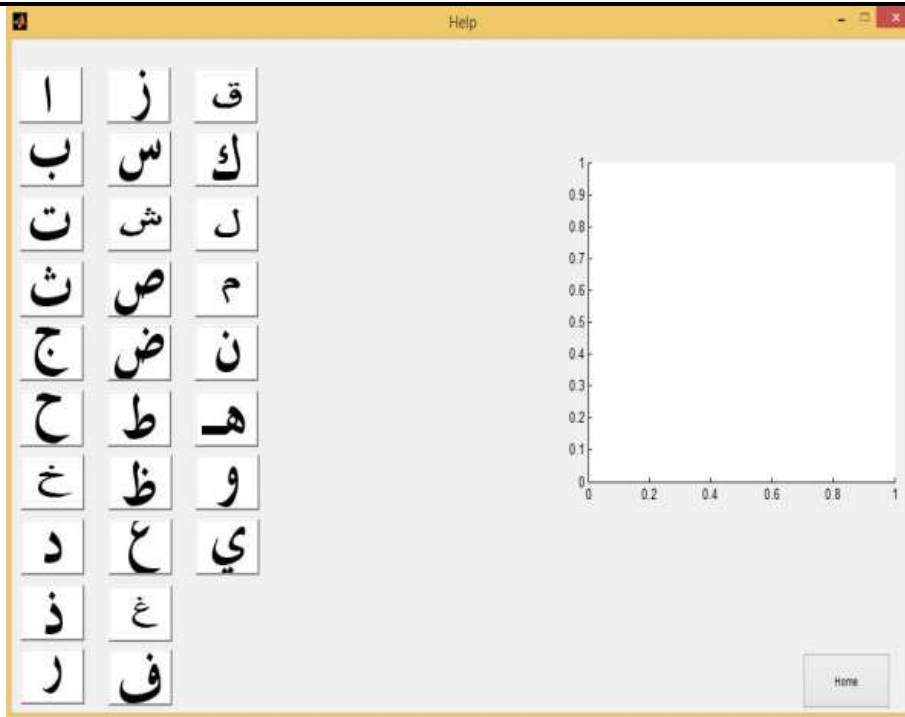 Help
ا ز ق
ب س ك
ت ش ل
ث ص م
ج ض ن
ح ط هـ
خ ظ و
د ع ي
ذ غ
ر ف
1
0.9
0.8
0.7
0.6
0.5
0.4
0.3
0.2
0.1
0
0 0.2 0.4 0.6 0.8 1
Home